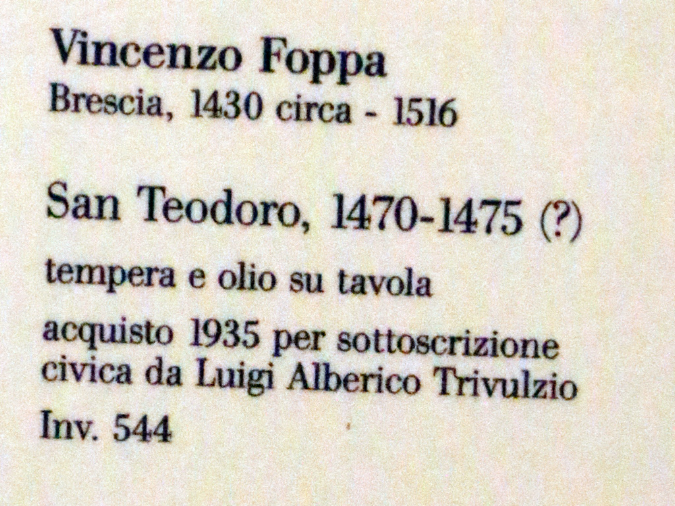 Vincenzo Foppa
Brescia, 1430 circa - 1516
San Teodoro, 1470-1475 (?)
tempera e olio su tavola
acquisto 1935 per sottoscrizione
civica da Luigi Alberico Trivulzio
Inv. 544